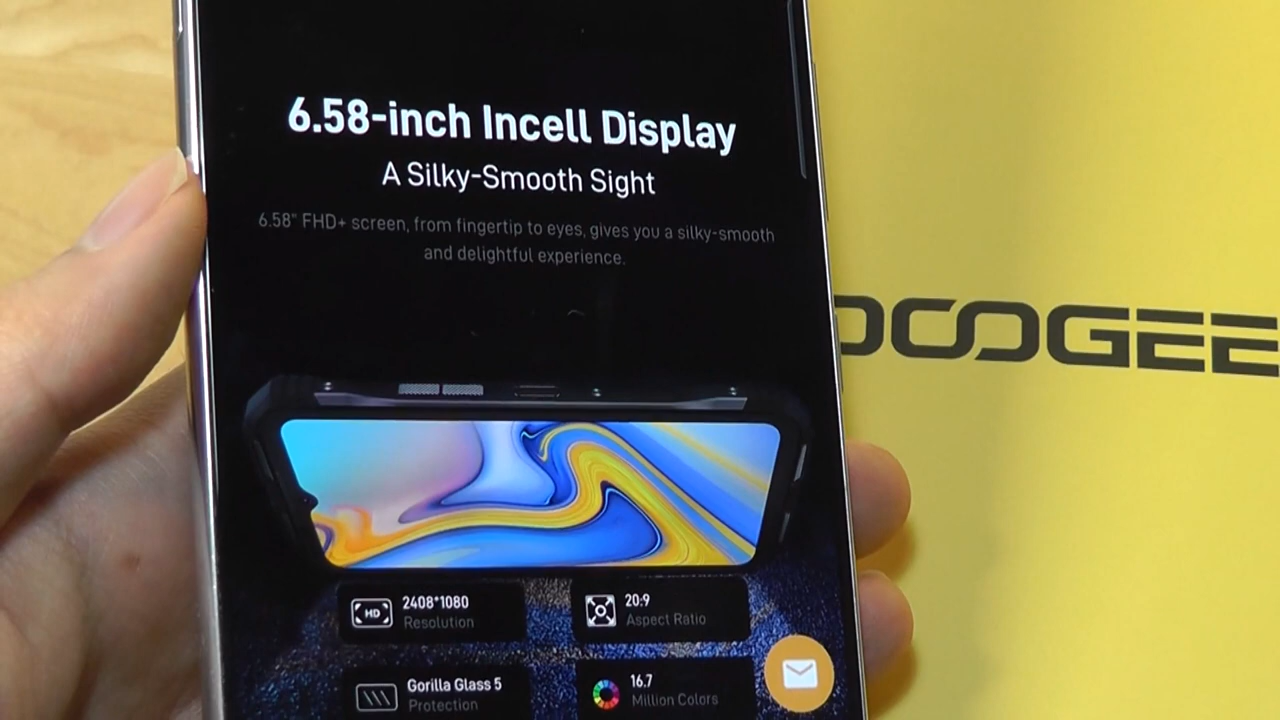 6.58-inch Incell Display
A Silky-Smooth Sight
6.58" FHD+ screen, from fingertip to eyes, gives you a silky-smooth
and delightful experience.
DOOGEE
HD
2408*1080
Resolution
20:9
Aspect Ratio
Gorilla Glass 5
Protection
16.7
Million Colors